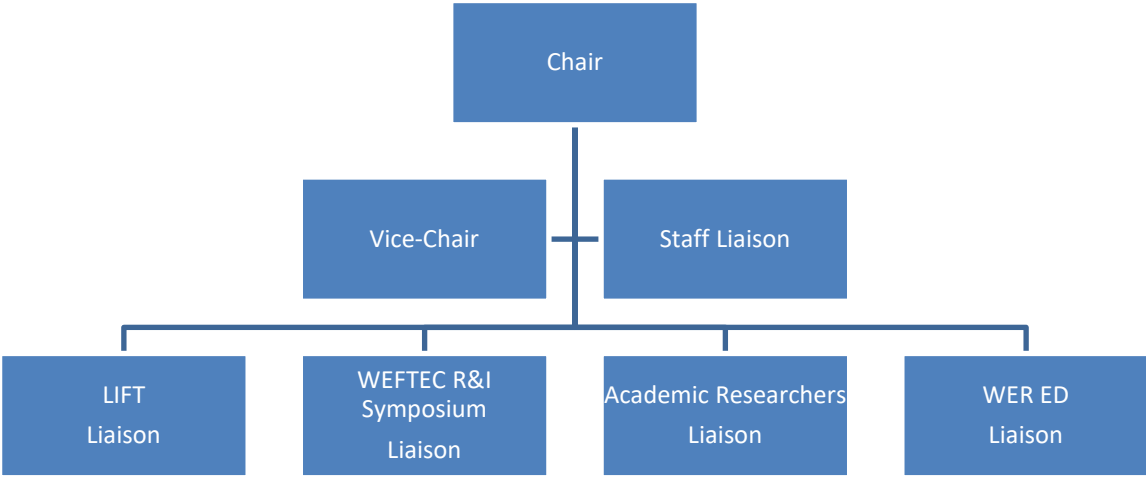 Chair
Vice-Chair
Staff Liaison
LIFT
Liaison
WEFTEC R&I
Symposium
Liaison
Academic Researchers
Liaison
WER ED
Liaison